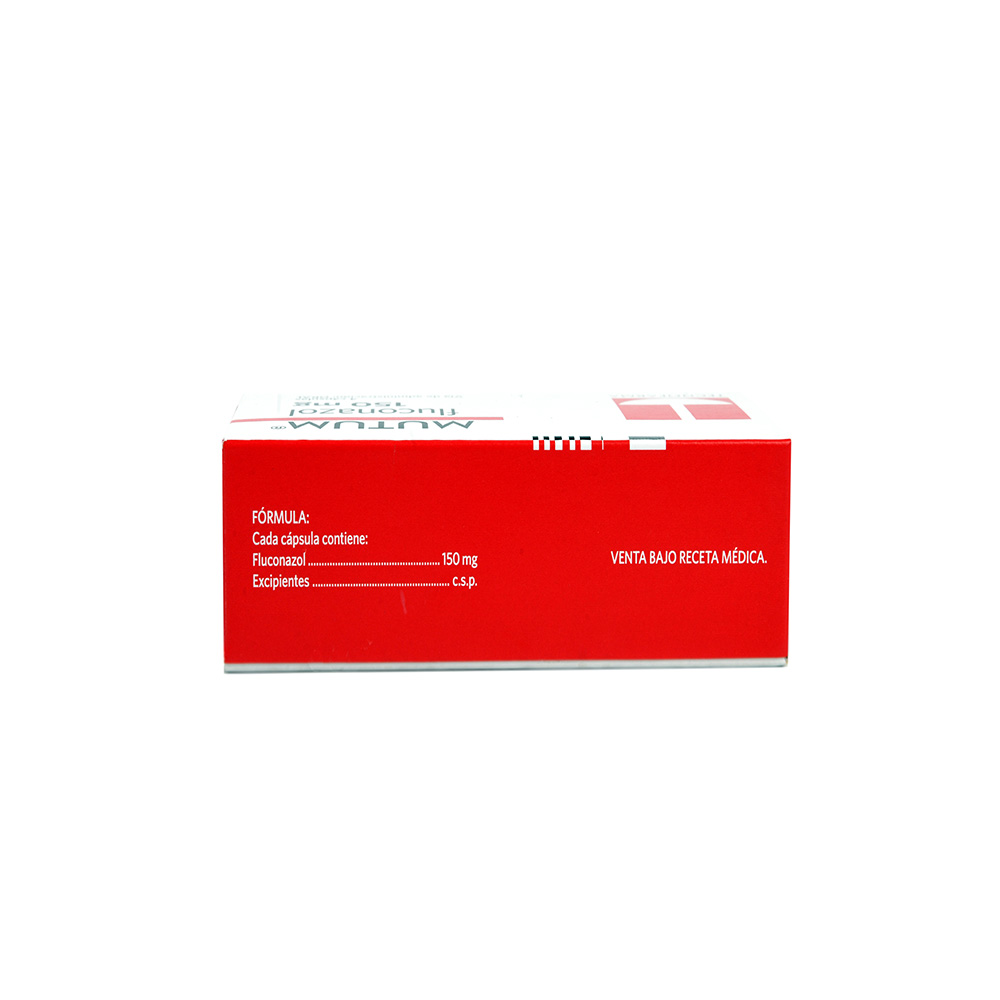 MUTUM®
fluconazol
150 mg
FÓRMULA:
Cada cápsula contiene:
Fluconazol ................................................ 150 mg
Excipientes .................................................... c.s.p.
VENTA BAJO RECETA MÉDICA.